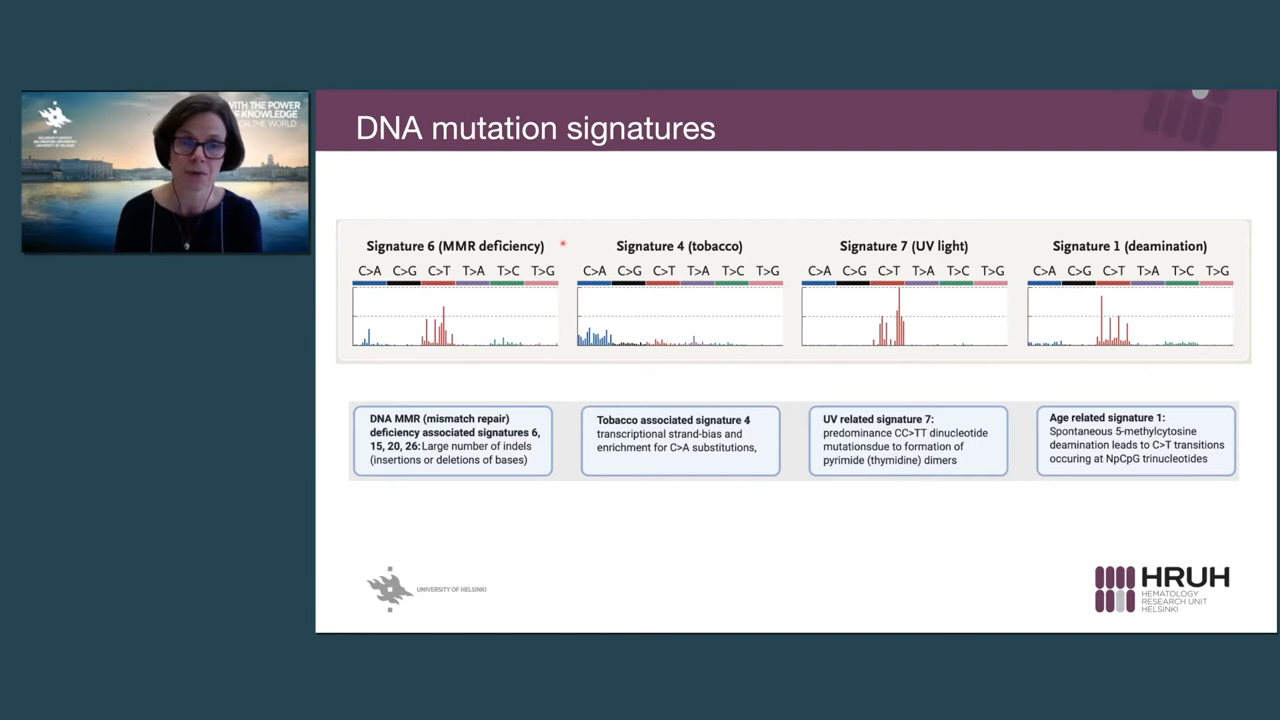 WITH THE POWER
OF KNOWLEDGE
FOR THE WORLD
UNIVERSITY OF HELSINKI
DNA mutation signatures
Signature 6 (MMR deficiency)
C>A C>G C>T T>A T>C T>G
Signature 4 (tobacco)
C>A C>G C>T T>A T>C T>G
Signature 7 (UV light)
C>A C>G C>T T>A T>C T>G
Signature 1 (deamination)
C>A C>G C>T T>A T>C T>G
DNA MMR (mismatch repair)
deficiency associated signatures 6,
15, 20, 26: Large number of indels
(insertions or deletions of bases)
Tobacco associated signature 4
transcriptional strand-bias and
enrichment for C>A substitutions,
UV related signature 7:
predominance CC>TT dinucleotide
mutationsdue to formation of
pyrimide (thymidine) dimers
Age related signature 1:
Spontaneous 5-methylcytosine
deamination leads to C>T transitions
occuring at NpCpG trinucleotides
UNIVERSITY OF HELSINKI
HRUH
HEMATOLOGY
RESEARCH UNIT
HELSINKI